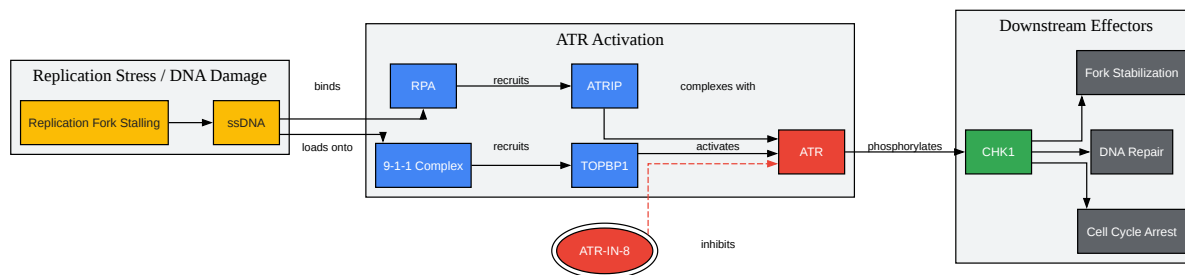 Replication Stress / DNA Damage
Replication Fork Stalling
ssDNA
binds
loads onto
ATR Activation
RPA
recruits
ATRIP
complexes with
9-1-1 Complex
recruits
TOPBP1
activates
ATR
phosphorylates
ATR-IN-8
inhibits
Downstream Effectors
CHK1
Fork Stabilization
DNA Repair
Cell Cycle Arrest